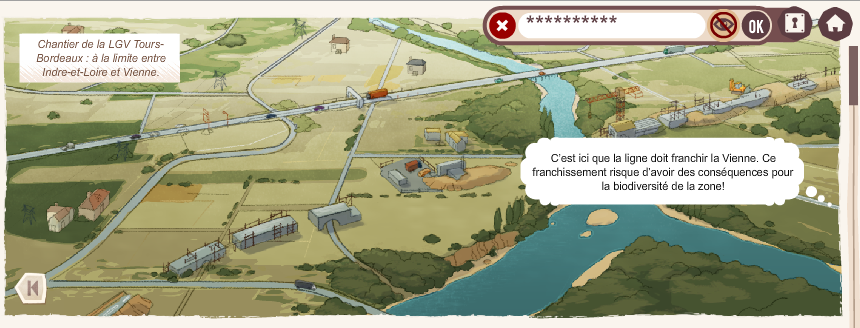 **********
OK
Chantier de la LGV Tours-
Bordeaux : à la limite entre
Indre-et-Loire et Vienne.
C'est ici que la ligne doit franchir la Vienne. Ce
franchissement risque d'avoir des conséquences pour
la biodiversité de la zone!